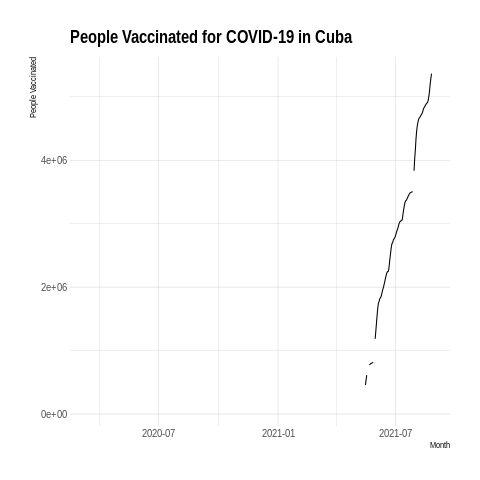 People Vaccinated for COVID-19 in Cuba
People Vaccinated
4e+06
2e+06
0e+00
2020-07 2021-01 2021-07
Month